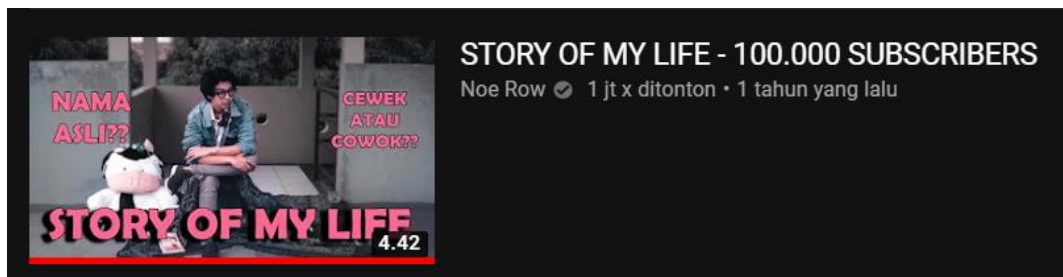 NAMA
ASLI??
CEWEK
ATAU
COWOK??
STORY OF MY LIFE
4.42
STORY OF MY LIFE - 100.000 SUBSCRIBERS
Noe Row 1 jt x ditonton • 1 tahun yang lalu